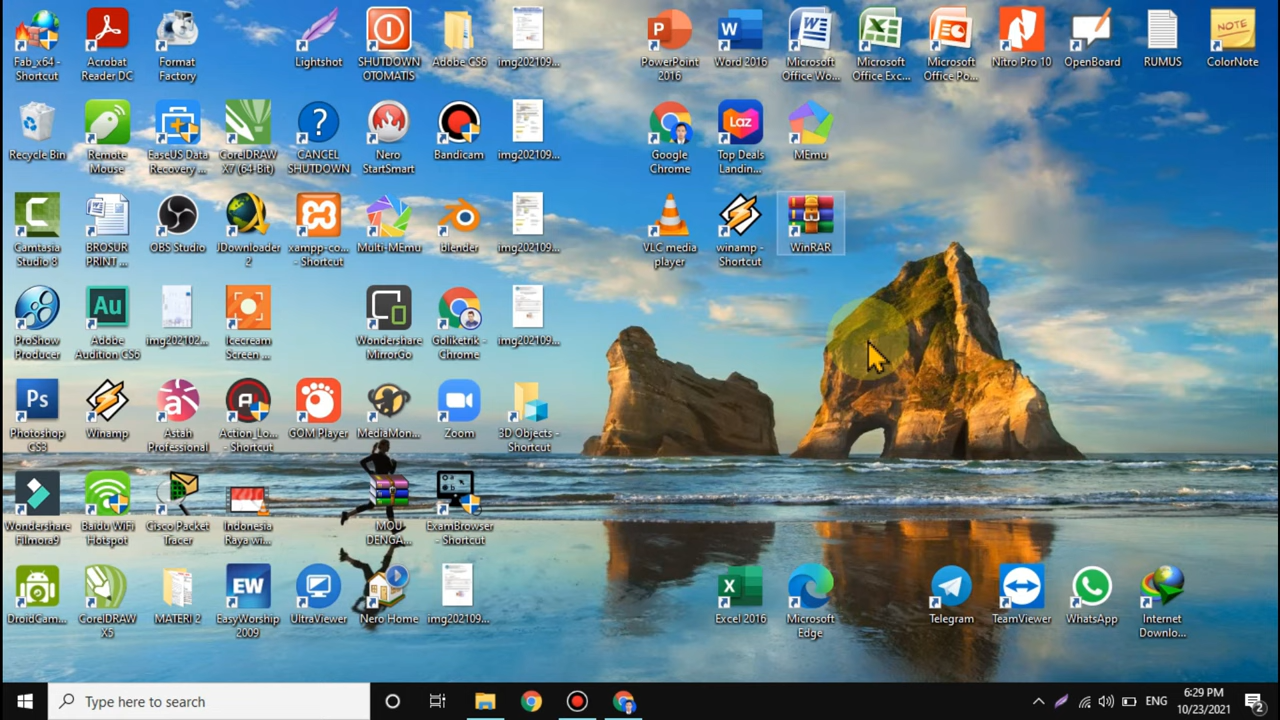 Fab_x64 -
Shortcut
Acrobat
Reader DC
Format
Factory
Lightshot
SHUTDOWN
OTOMATIS
Adobe CS6
img202109...
PowerPoint
2016
Word 2016
Microsoft
Office Wo...
Microsoft
Office Exc...
Microsoft
Office Po...
Nitro Pro 10
OpenBoard
RUMUS
NOTE
ColorNote
Recycle Bin
Remote
Mouse
EaseUS Data
Recovery ...
CorelDRAW
X7 (64-Bit)
CANCEL
SHUTDOWN
Nero
StartSmart
Bandicam
img202109...
Google
Chrome
Laz
Top Deals
Landin...
MEmu
Camtasia
Studio 8
BROSUR
PRINT ...
OBS Studio
JDownloader
2
xampp-co...
- Shortcut
Multi-MEmu
blender
img202109...
VLC media
player
winamp -
Shortcut
WinRAR
ProShow
Producer
Au
Adobe
Audition CS6
img202102...
Icecream
Screen ...
Wondershare
MirrorGo
Goliketrik -
Chrome
img202109...
Ps
Photoshop
CS3
Winamp
Astah
Professional
Action_Lo...
- Shortcut
GOM Player
MediaMon...
Zoom
3D Objects -
Shortcut
Wondershare
Filmora9
Baidu WiFi
Hotspot
Cisco Packet
Tracer
Indonesia
Raya wi...
MOU
DENGA...
ExamBrowser
- Shortcut
DroidCam...
CorelDRAW
X5
MATERI 2
EW
EasyWorship
2009
UltraViewer
Nero Home
img202109...
Excel 2016
Microsoft
Edge
Telegram
TeamViewer
WhatsApp
Internet
Downlo...
Type here to search
ENG
6:29 PM
10/23/2021
2